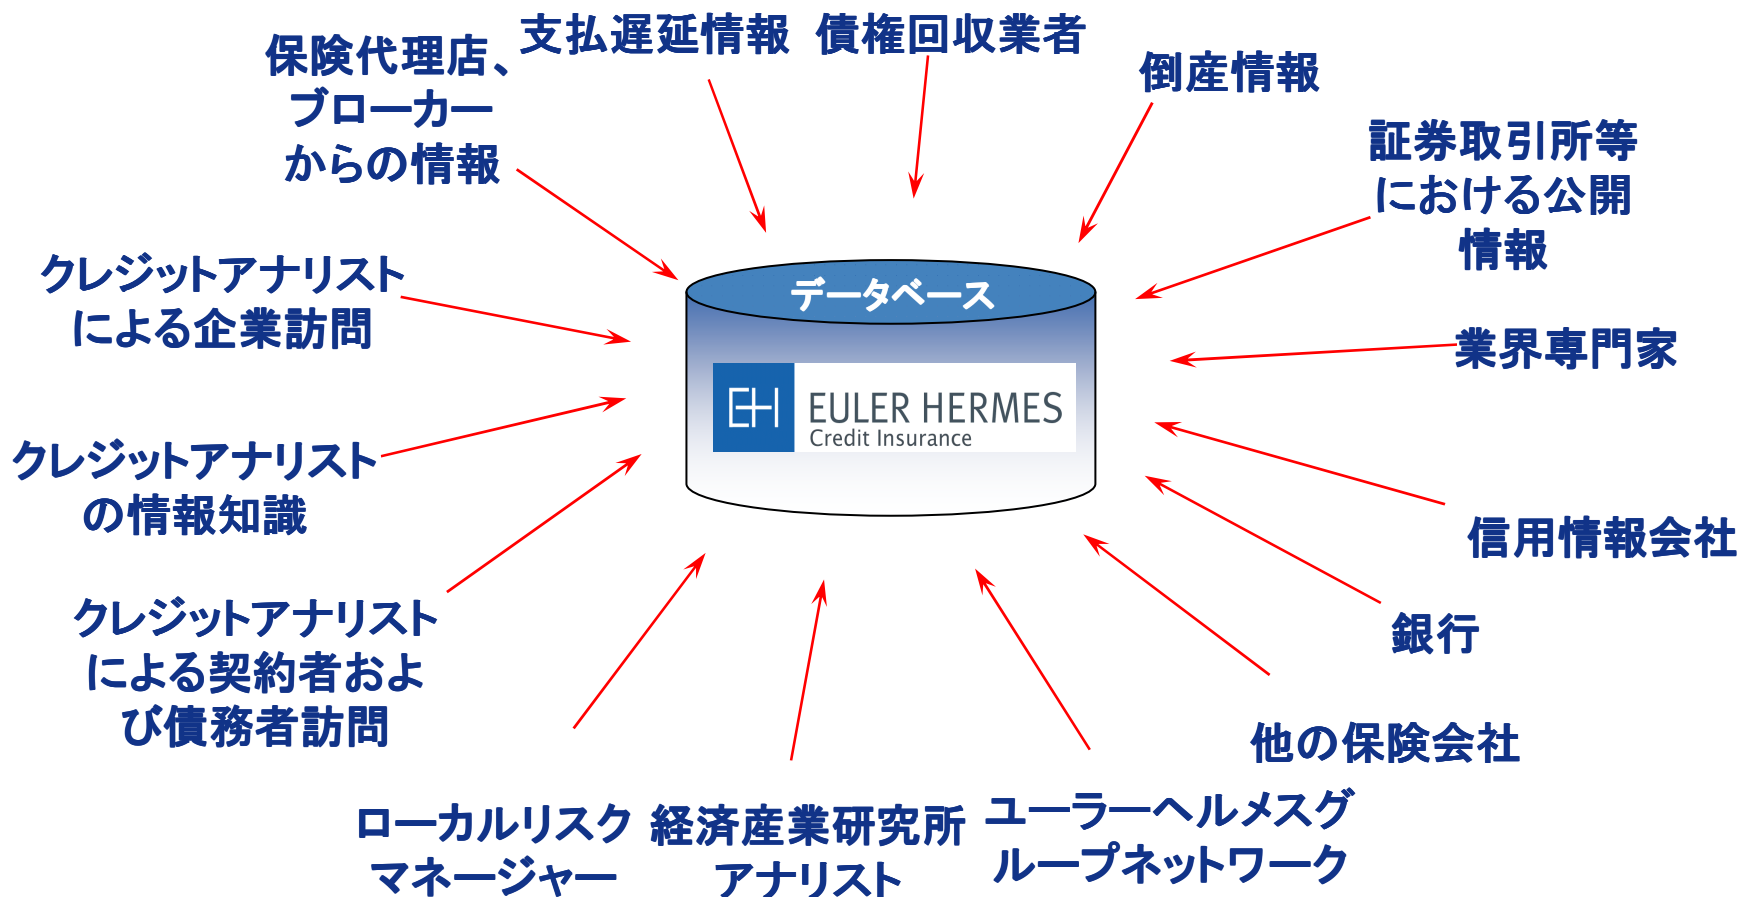 支払遅延情報
債権回収業者
保険代理店、
ブローカー
からの情報
倒産情報
証券取引所等
における公開
情報
クレジットアナリスト
による企業訪問
データベース
業界専門家
EH
EULER HERMES
Credit Insurance
クレジットアナリスト
の情報知識
信用情報会社
クレジットアナリスト
による契約者およ
び債務者訪問
銀行
他の保険会社
ローカルリスク
マネージャー
経済産業研究所
アナリスト
ユーラーヘルメスグ
ループネットワーク